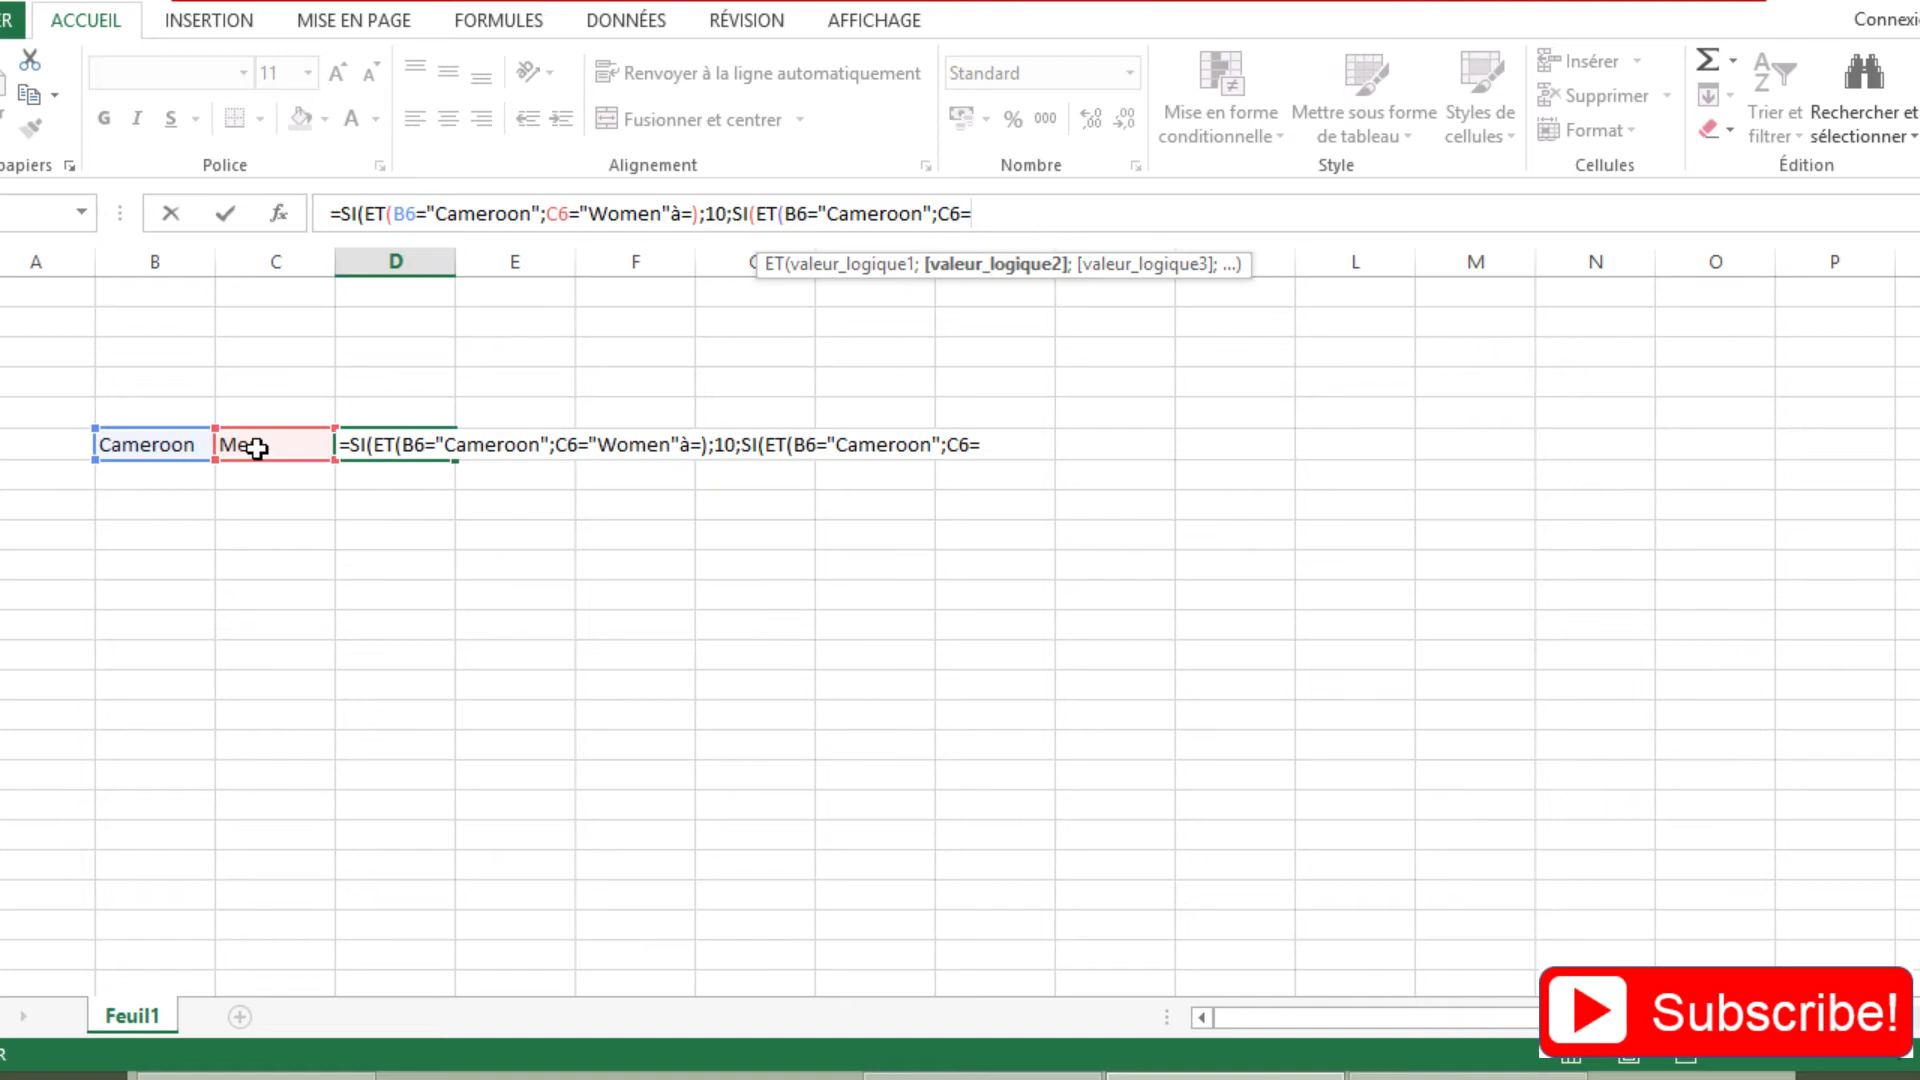 ER ACCUEIL INSERTION MISE EN PAGE FORMULES DONNÉES RÉVISION AFFICHAGE Connexi
11 Renvoyer à la ligne automatiquement Standard Insérer
Mise en forme conditionnelle Mettre sous forme de tableau Styles de cellules Supprimer Trier et filtrer Rechercher et sélectionner
G I S A Fusionner et centrer % 000 Format
papiers Police Alignement Nombre Style Cellules Édition
=SI(ET(B6="Cameroon";C6="Women"à=);10;SI(ET(B6="Cameroon";C6=
ET(valeur_logique1; [valeur_logique2]; [valeur_logique3]; ...)
A B C D E F G L M N O P
Cameroon Me =SI(ET(B6="Cameroon";C6="Women"à=);10;SI(ET(B6="Cameroon";C6=
Feuil1
Subscribe!
R